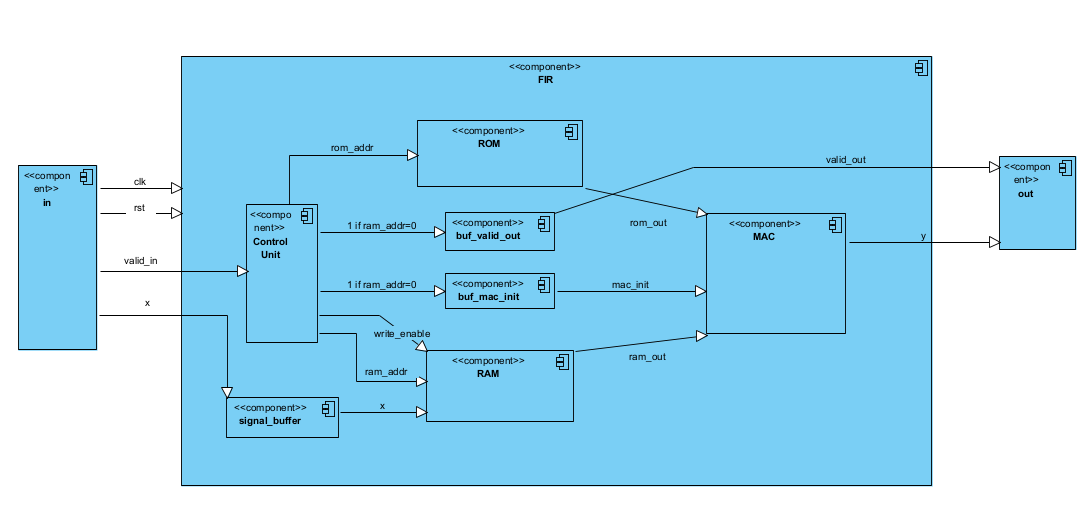 <<component>>
FIR
<<compon
ent>>
in
clk
rst
valid_in
x
rom_addr
<<component>>
ROM
<<compo
nent>>
Control
Unit
1 if ram_addr=0
<<component>>
buf_valid_out
1 if ram_addr=0
<<component>>
buf_mac_init
write_enable
ram_addr
<<component>>
RAM
<<component>>
signal_buffer
x
rom_out
mac_init
ram_out
<<component>>
MAC
valid_out
y
<<compon
ent>>
out